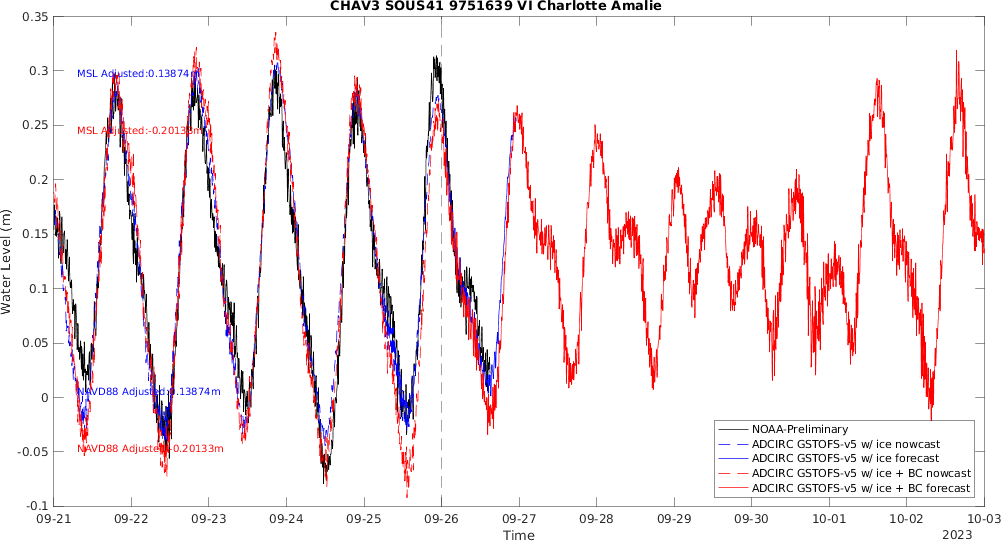 CHAV3 SOUS41 9751639 VI Charlotte Amalie
0.35
0.3
0.25
0.2
0.15
0.1
0.05
0
-0.05
-0.1
Water Level (m)
MSL Adjusted:0.13874m
MSL Adjusted:-0.20133m
NAVD88 Adjusted:0.13874m
NAVD88 Adjusted:-0.20133m
NOAA-Preliminary
ADCIRC GSTOFS-v5 w/ ice nowcast
ADCIRC GSTOFS-v5 w/ ice forecast
ADCIRC GSTOFS-v5 w/ ice + BC nowcast
ADCIRC GSTOFS-v5 w/ ice + BC forecast
09-21 09-22 09-23 09-24 09-25 09-26 09-27 09-28 09-29 09-30 10-01 10-02 10-03
Time
2023